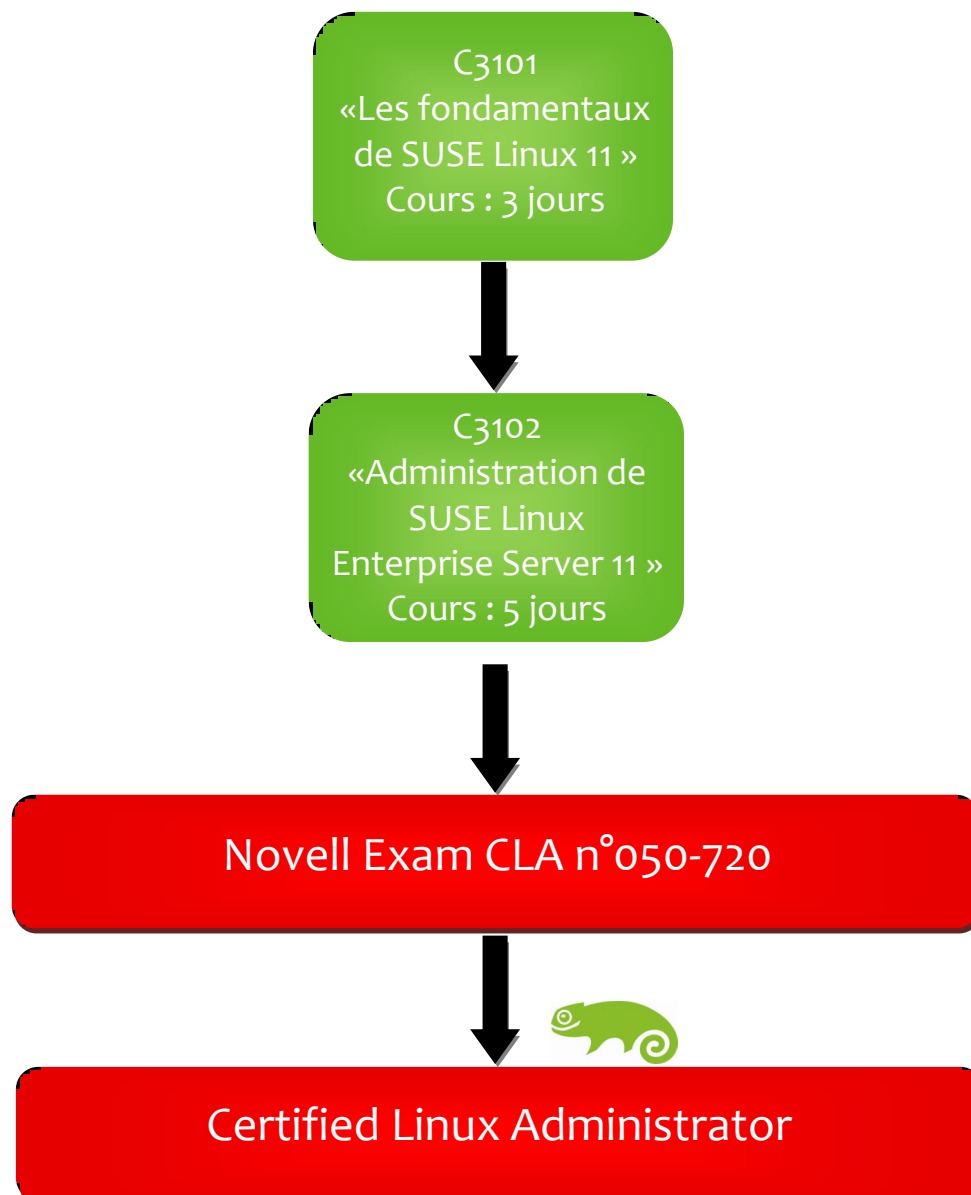 C3101
«Les fondamentaux
de SUSE Linux 11 »
Cours : 3 jours
C3102
«Administration de
SUSE Linux
Enterprise Server 11 »
Cours : 5 jours
Novell Exam CLA n°050-720
Certified Linux Administrator